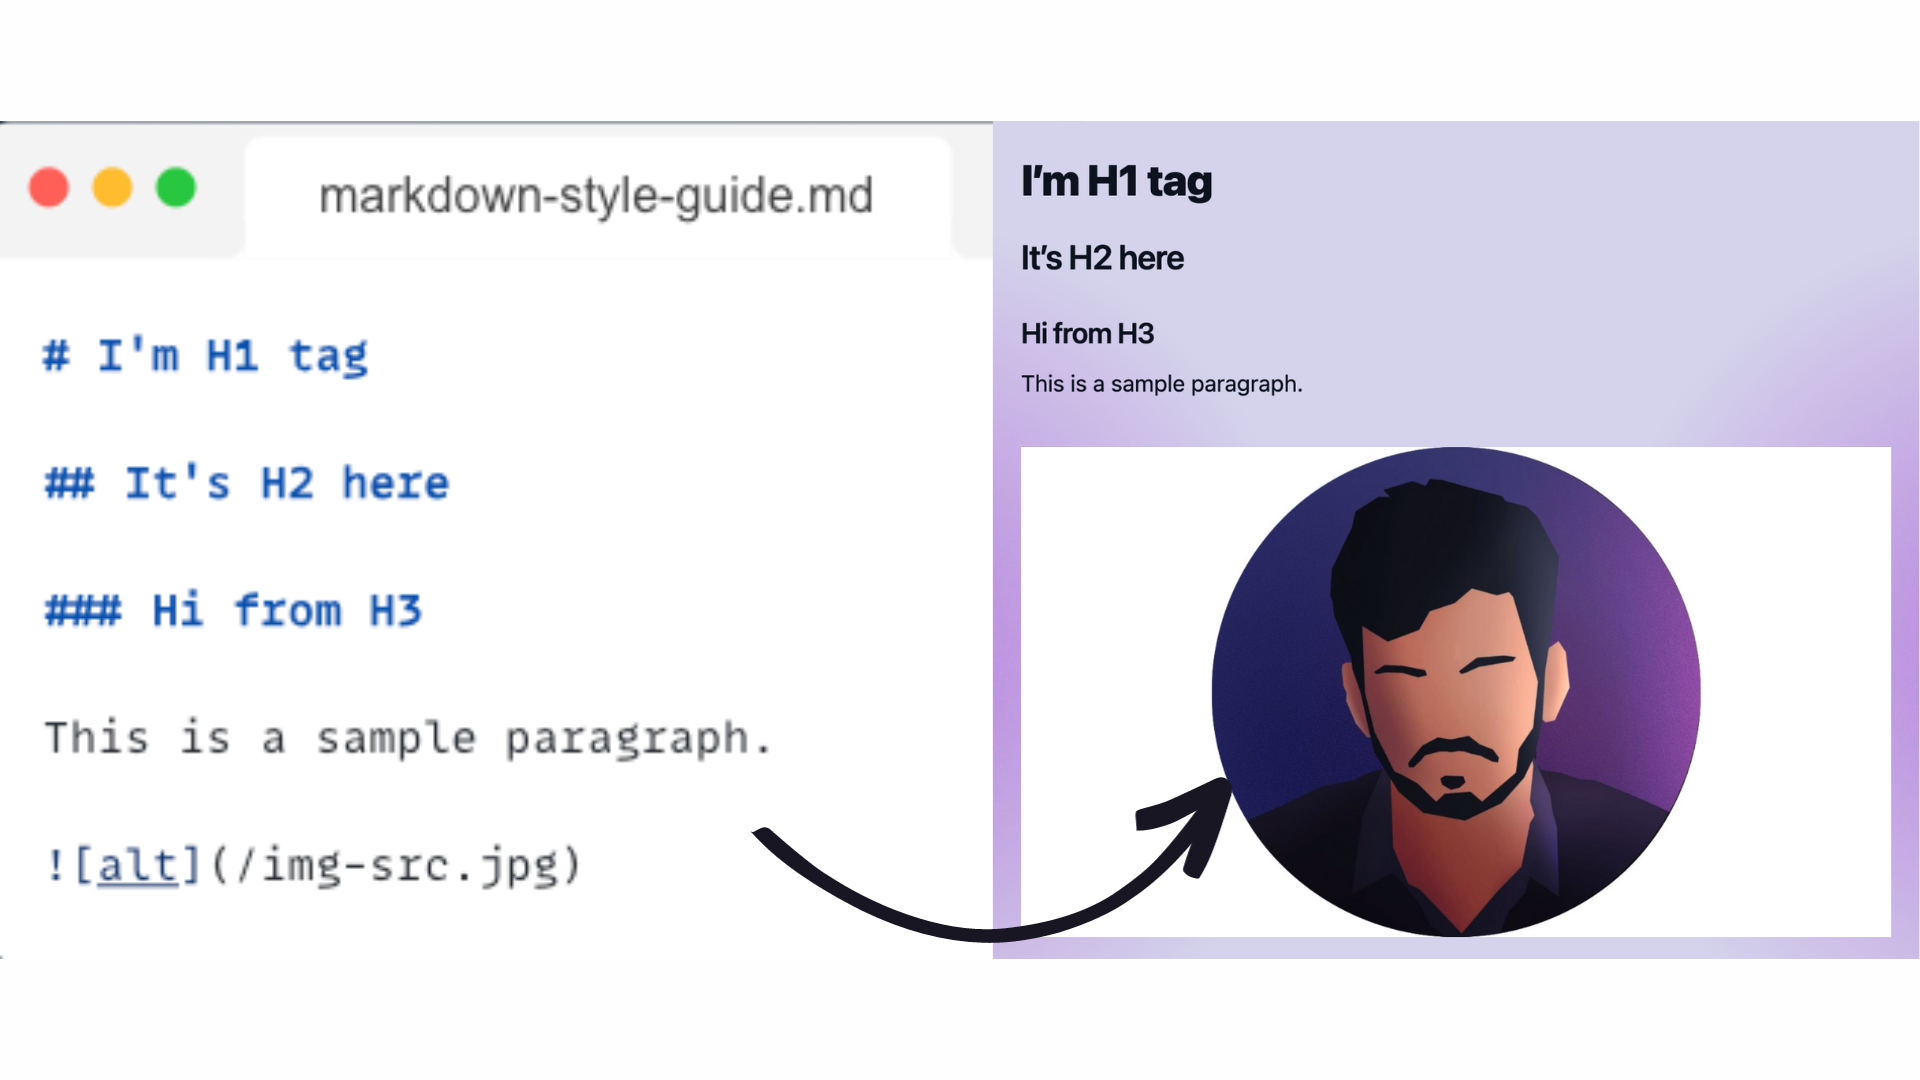 markdown-style-guide.md
# I'm H1 tag
## It's H2 here
### Hi from H3
This is a sample paragraph.
![alt](/img-src.jpg)
I’m H1 tag
It’s H2 here
Hi from H3
This is a sample paragraph.